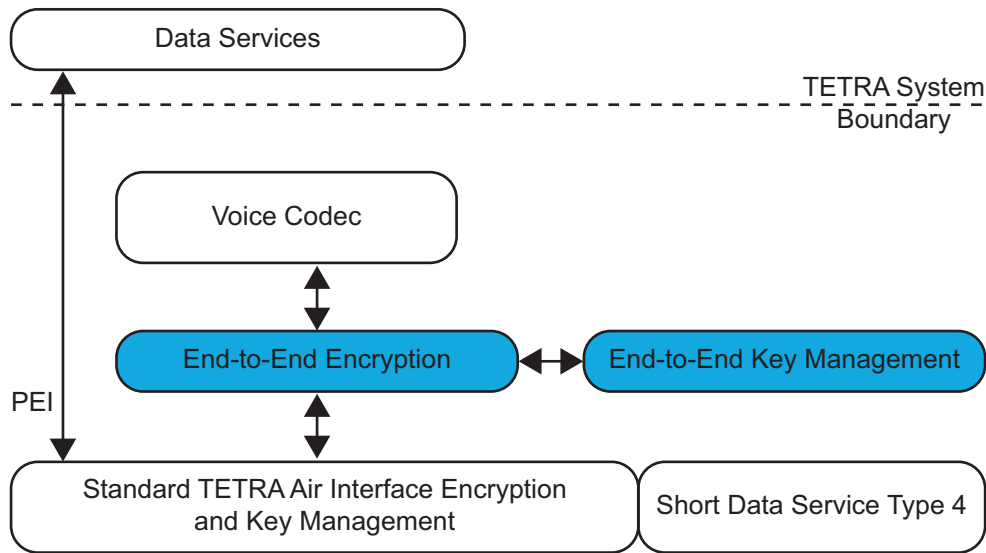 Data Services
TETRA System
Boundary
Voice Codec
End-to-End Encryption
End-to-End Key Management
PEI
Standard TETRA Air Interface Encryption
and Key Management
Short Data Service Type 4